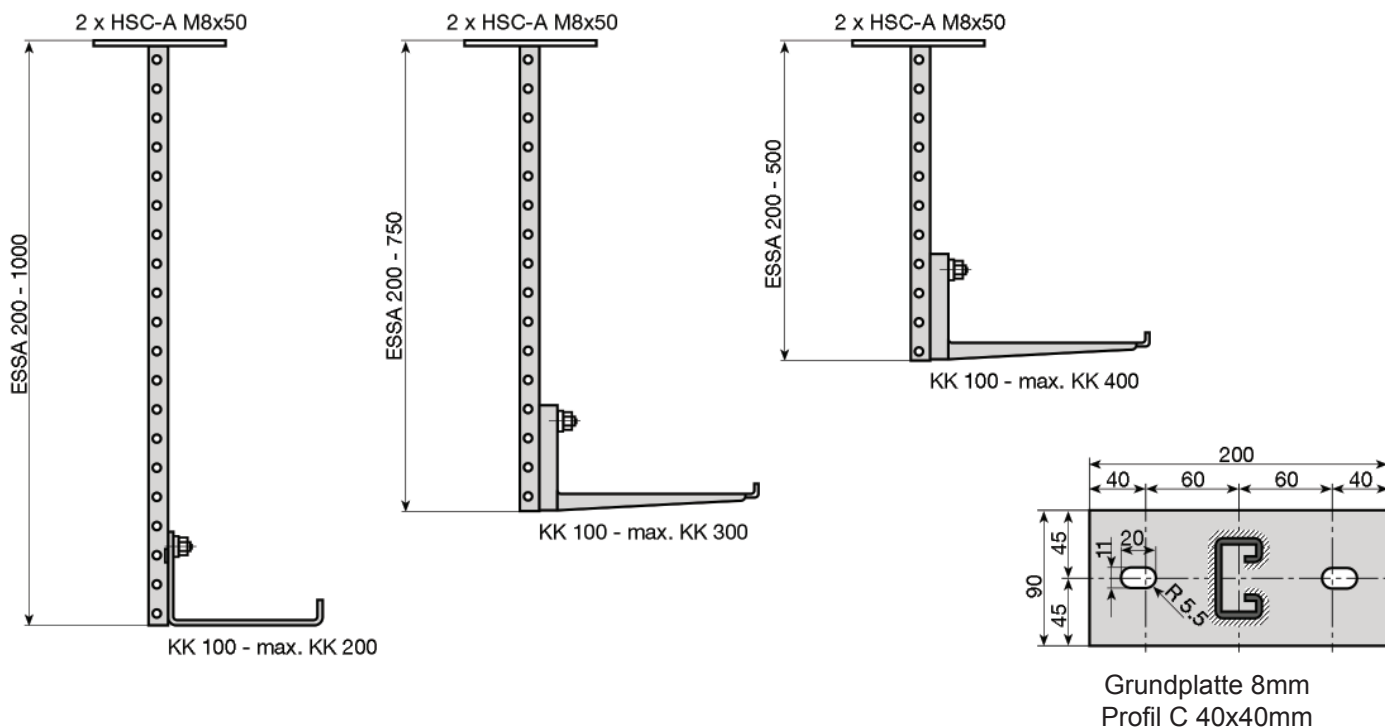 2 x HSC-A M8x50
ESSA 200 - 1000
KK 100 - max. KK 200
2 x HSC-A M8x50
ESSA 200 - 750
KK 100 - max. KK 300
2 x HSC-A M8x50
ESSA 200 - 500
KK 100 - max. KK 400
200
40 60 60 40
90
45
45
11
20
R 5.5
Grundplatte 8mm
Profil C 40x40mm